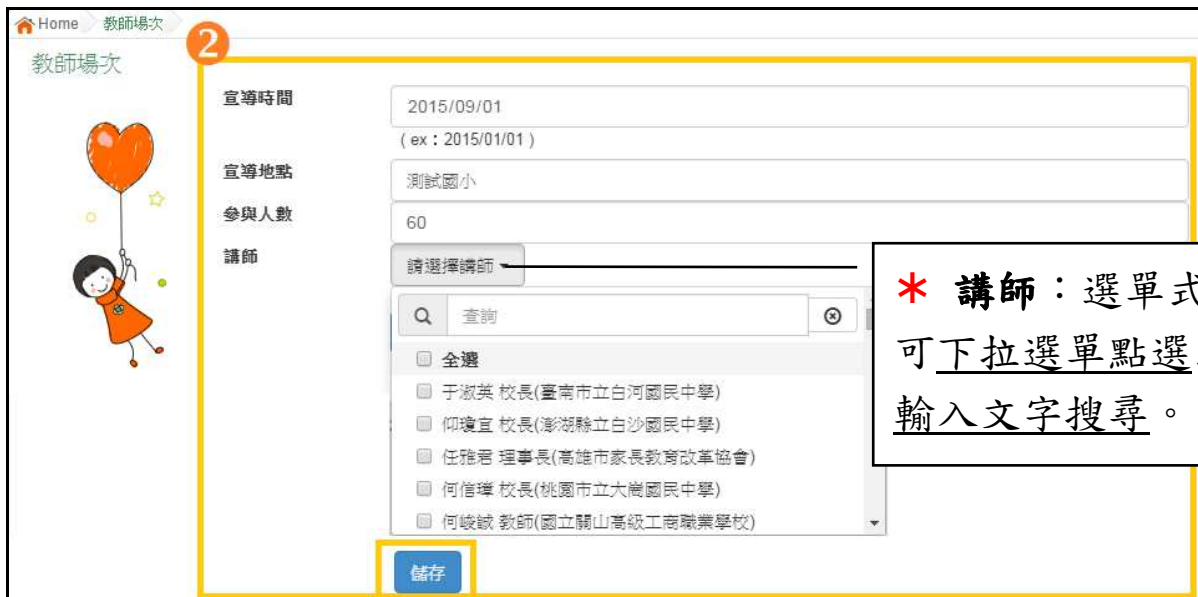 Home 教師場次
教師場次
2
宣導時間
2015/09/01
( ex：2015/01/01 )
宣導地點
測試國小
參與人數
60
講師
請選擇講師
查詢
全選
于淑英 校長(臺南市立白河國民中學)
仰瓊宜 校長(澎湖縣立白沙國民中學)
任雅君 理事長(高雄市家長教育改革協會)
何信璋 校長(桃園市立大崗國民中學)
何峻誠 教師(國立關山高級工商職業學校)
儲存
* 講師：選單式
可下拉選單點選
輸入文字搜尋。